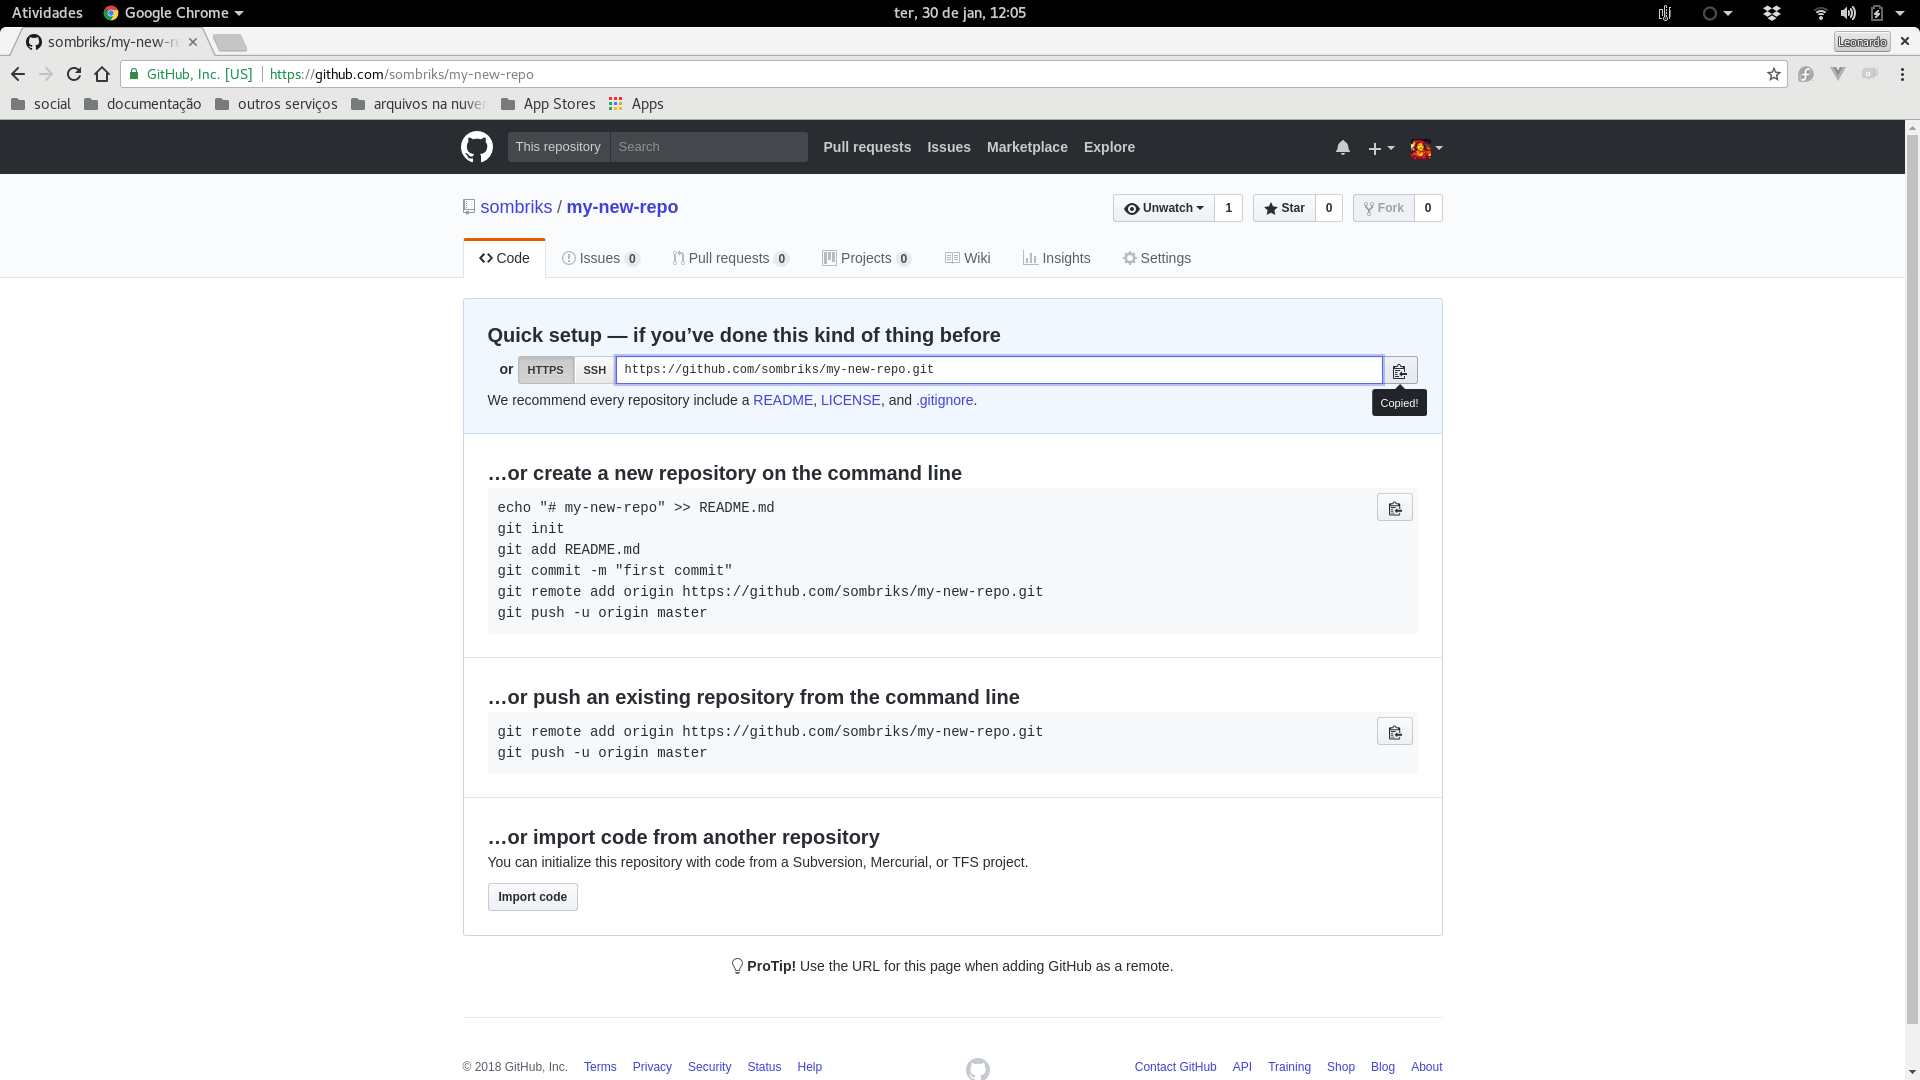 Atividades Google Chrome ter, 30 de jan, 12:05
sombriks/my-new-r Leonardo
GitHub, Inc. [US] https://github.com/sombriks/my-new-repo
social documentação outros serviços arquivos na nuve App Stores Apps
This repository Search Pull requests Issues Marketplace Explore
sombriks / my-new-repo Unwatch 1 Star 0 Fork 0
Code Issues 0 Pull requests 0 Projects 0 Wiki Insights Settings
Quick setup — if you’ve done this kind of thing before
or HTTPS SSH https://github.com/sombriks/my-new-repo.git
We recommend every repository include a README, LICENSE, and .gitignore.
Copied!
…or create a new repository on the command line
echo "# my-new-repo" >> README.md
git init
git add README.md
git commit -m "first commit"
git remote add origin https://github.com/sombriks/my-new-repo.git
git push -u origin master
…or push an existing repository from the command line
git remote add origin https://github.com/sombriks/my-new-repo.git
git push -u origin master
…or import code from another repository
You can initialize this repository with code from a Subversion, Mercurial, or TFS project.
Import code
ProTip! Use the URL for this page when adding GitHub as a remote.
© 2018 GitHub, Inc. Terms Privacy Security Status Help Contact GitHub API Training Shop Blog About